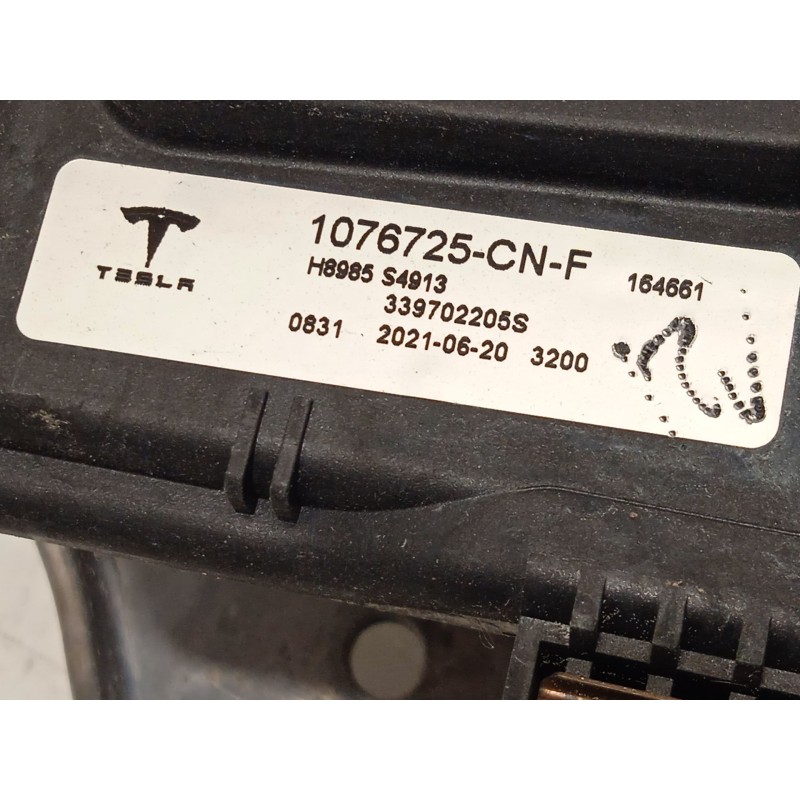 TESLA
1076725-CN-F
164661
H8985 S4913
339702205S
0831 2021-06-20 3200